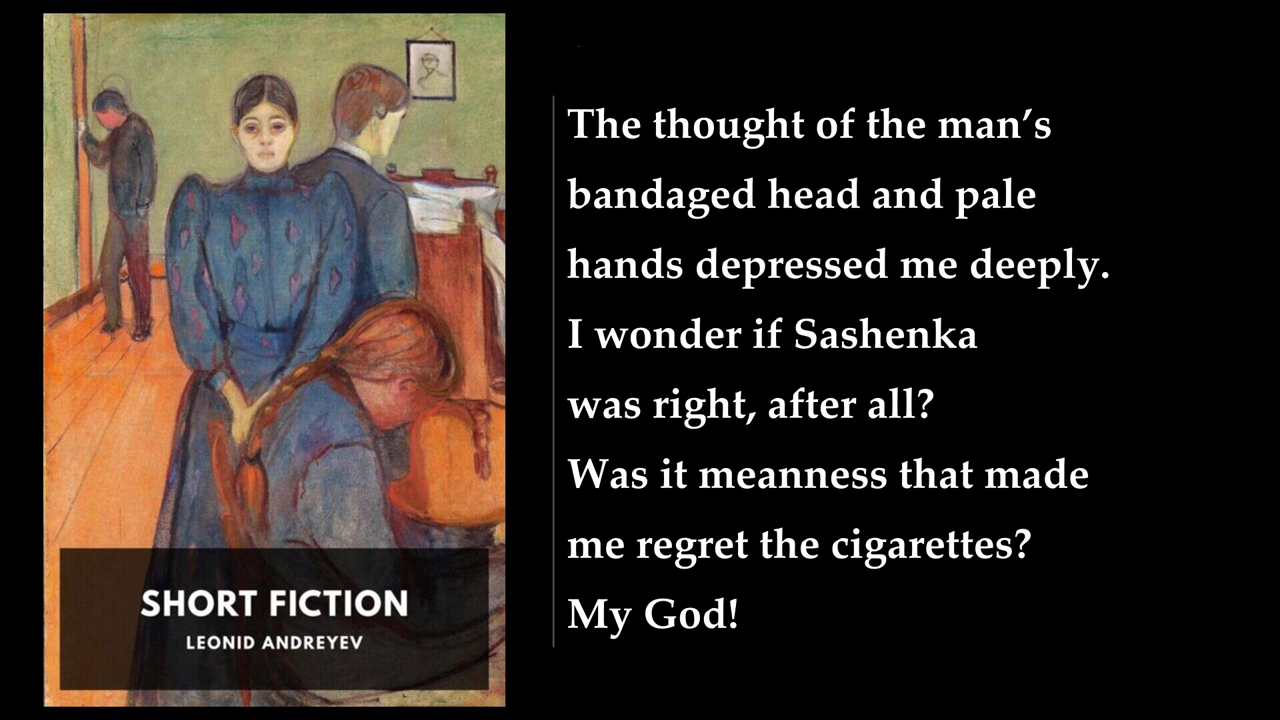 SHORT FICTION
LEONID ANDREYEV
The thought of the man’s
bandaged head and pale
hands depressed me deeply.
I wonder if Sashenka
was right, after all?
Was it meanness that made
me regret the cigarettes?
My God!